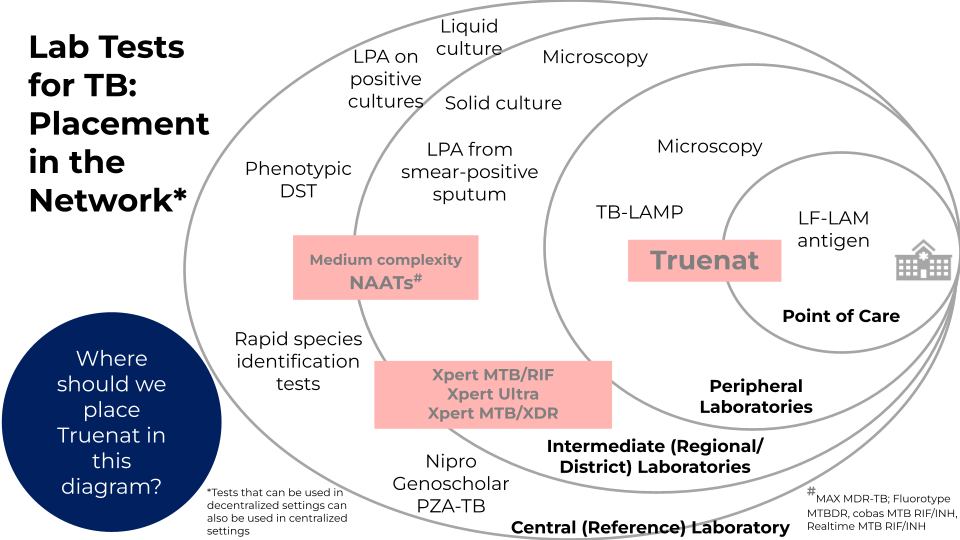 Lab Tests
for TB:
Placement
in the
Network*
Liquid
culture
LPA on
positive
cultures
Microscopy
Solid culture
LPA from
smear-positive
sputum
Phenotypic
DST
Microscopy
TB-LAMP
LF-LAM
antigen
Medium complexity
NAATs#
Truenat
Point of Care
Rapid species
identification
tests
Xpert MTB/RIF
Xpert Ultra
Xpert MTB/XDR
Peripheral
Laboratories
Where
should we
place
Truenat in
this
diagram?
Intermediate (Regional/
District) Laboratories
Nipro
Genoscholar
PZA-TB
*Tests that can be used in
decentralized settings can
also be used in centralized
settings
Central (Reference) Laboratory
#MAX MDR-TB; Fluorotype
MTBDR, cobas MTB RIF/INH,
Realtime MTB RIF/INH